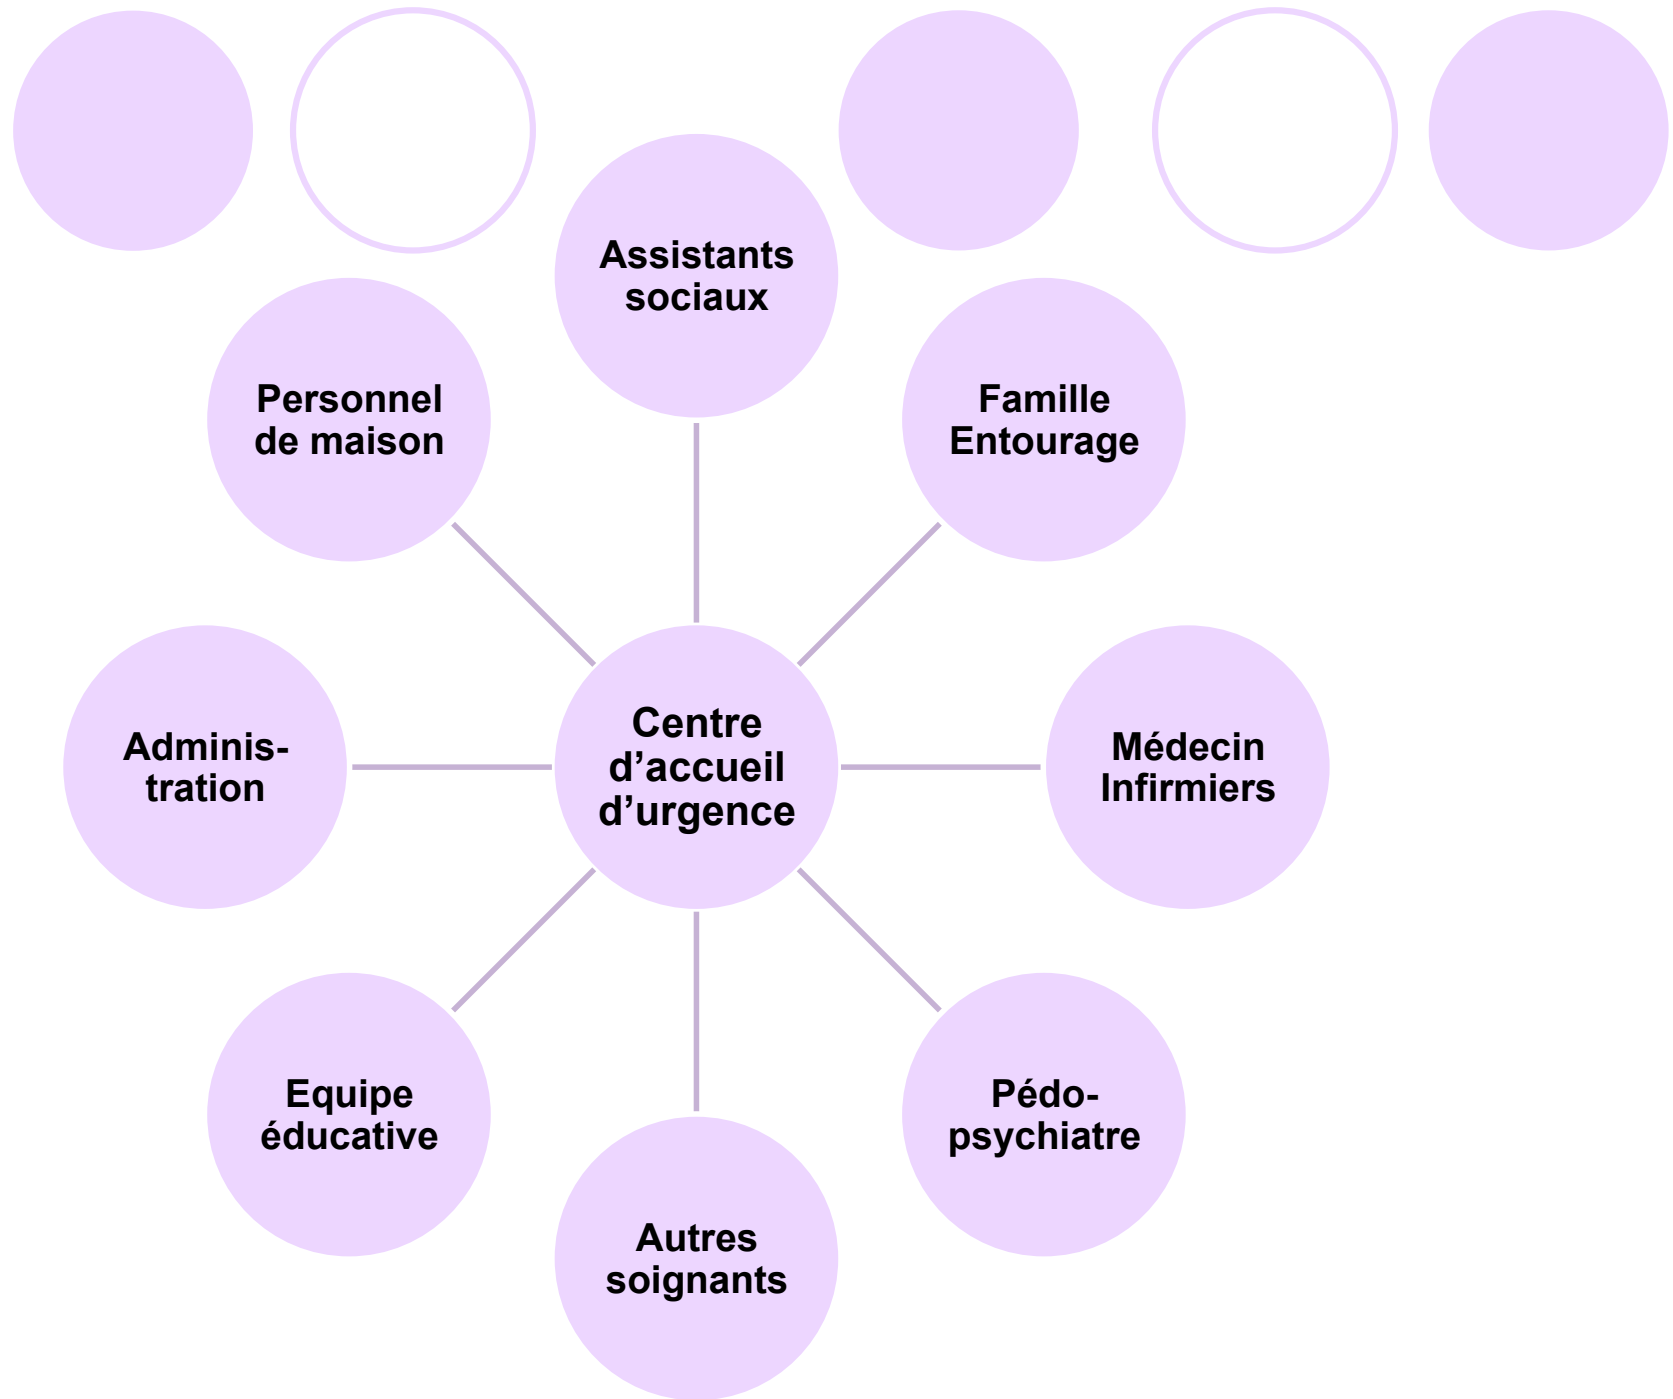 Assistants
sociaux
Personnel
de maison
Famille
Entourage
Adminis-
tration
Centre
d’accueil
d’urgence
Médecin
Infirmiers
Equipe
éducative
Pédo-
psychiatre
Autres
soignants